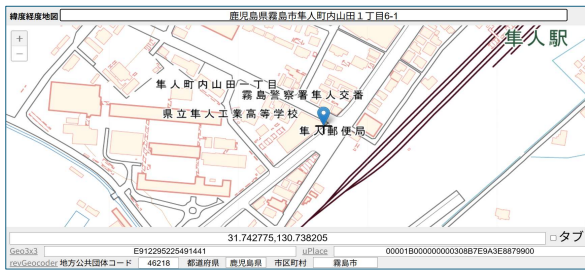 緯度経度地図 鹿児島県霧島市隼人町内山田１丁目6-1
+
−
隼人駅
隼人町内山田一丁目
霧島警察署隼人交番
県立隼人工業高等学校
隼人郵便局
31.742775,130.738205 タブ
Geo3x3 E912295225491441 uPlace 00001B000000000308B7E9A3E8879900
revGeocoder 地方公共団体コード 46218 都道府県 鹿児島県 市区町村 霧島市